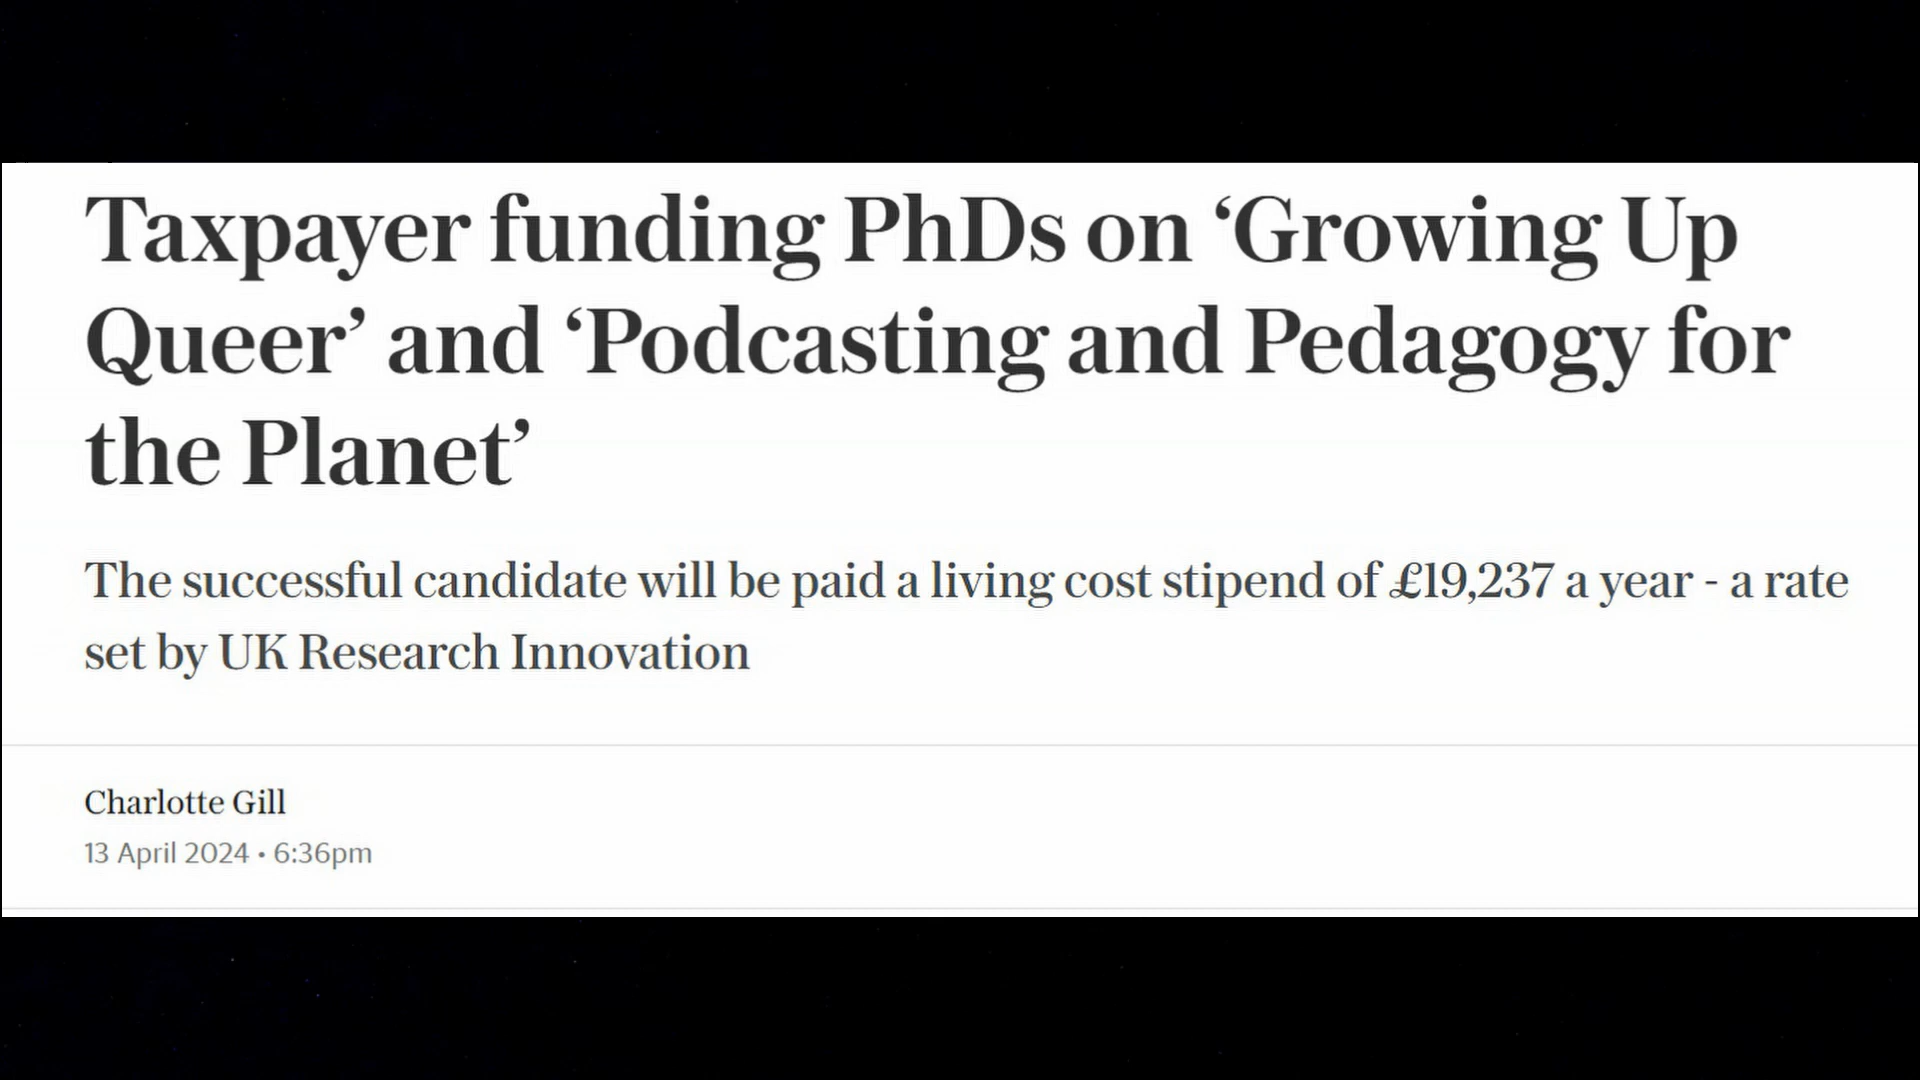 Taxpayer funding PhDs on ‘Growing Up
Queer’ and ‘Podcasting and Pedagogy for
the Planet’
The successful candidate will be paid a living cost stipend of £19,237 a year - a rate
set by UK Research Innovation
Charlotte Gill
13 April 2024 • 6:36pm